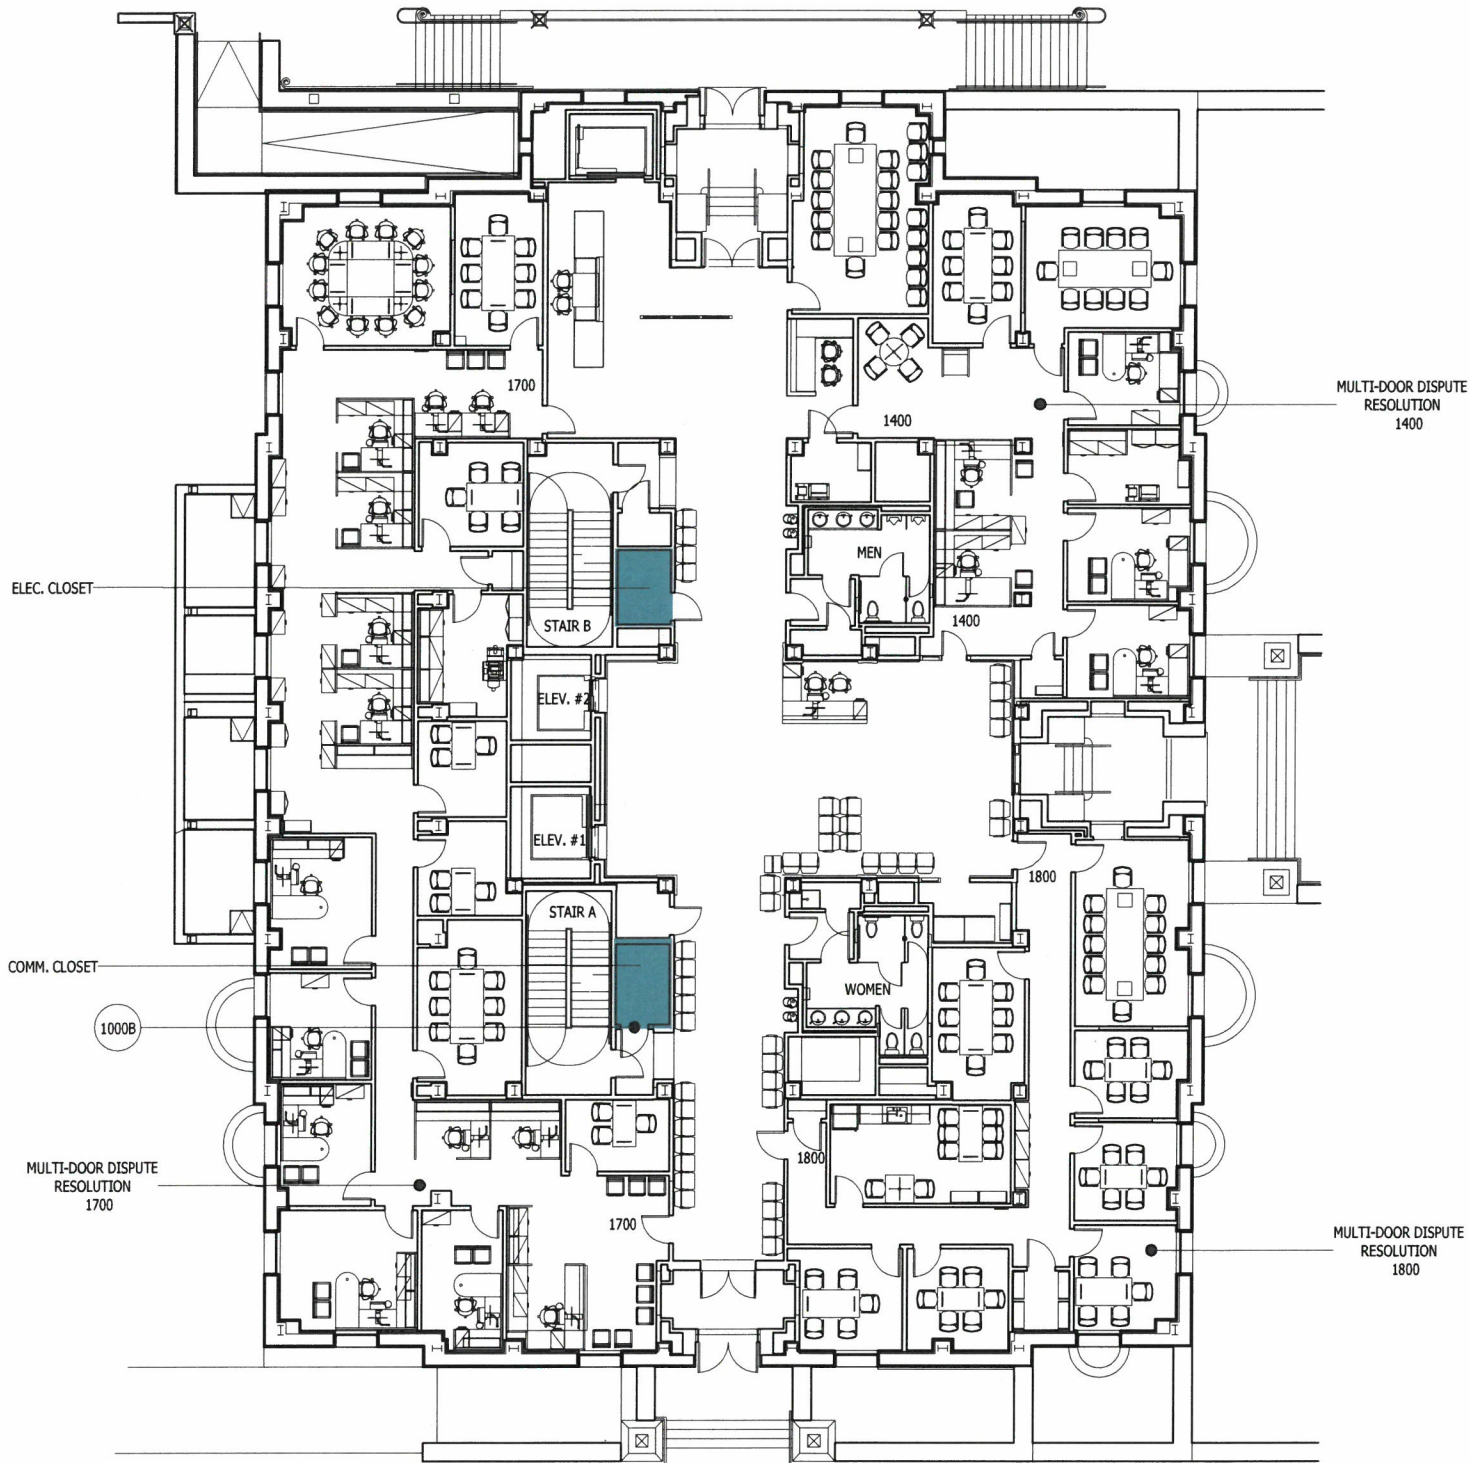 1700
1400
MULTI-DOOR DISPUTE
RESOLUTION
1400
MEN
ELEC. CLOSET
STAIR B
1400
ELEV. #2
ELEV. #1
1800
STAIR A
COMM. CLOSET
WOMEN
1000B
1800
MULTI-DOOR DISPUTE
RESOLUTION
1700
1700
MULTI-DOOR DISPUTE
RESOLUTION
1800